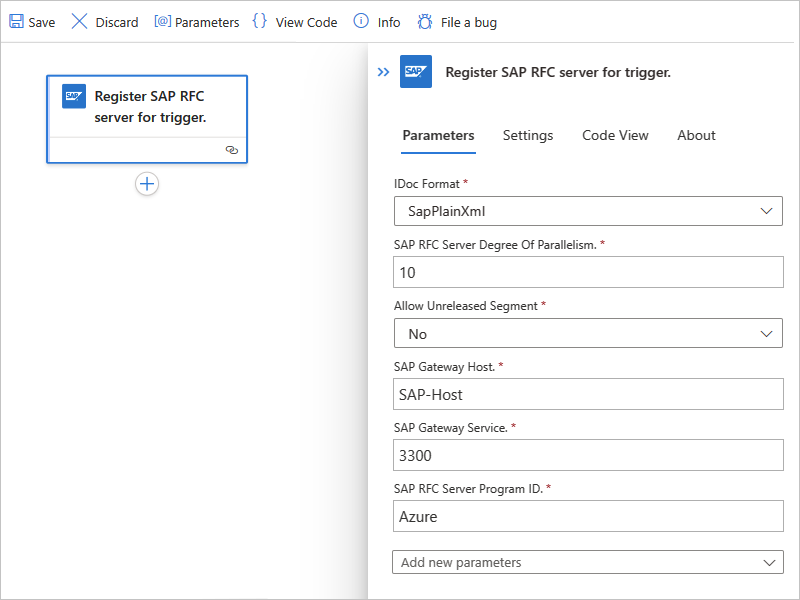 Save Discard [@] Parameters {} View Code Info File a bug
SAP Register SAP RFC
server for trigger.
SAP Register SAP RFC server for trigger.
Parameters Settings Code View About
IDoc Format *
SapPlainXml
SAP RFC Server Degree Of Parallelism. *
10
Allow Unreleased Segment *
No
SAP Gateway Host. *
SAP-Host
SAP Gateway Service. *
3300
SAP RFC Server Program ID. *
Azure
Add new parameters